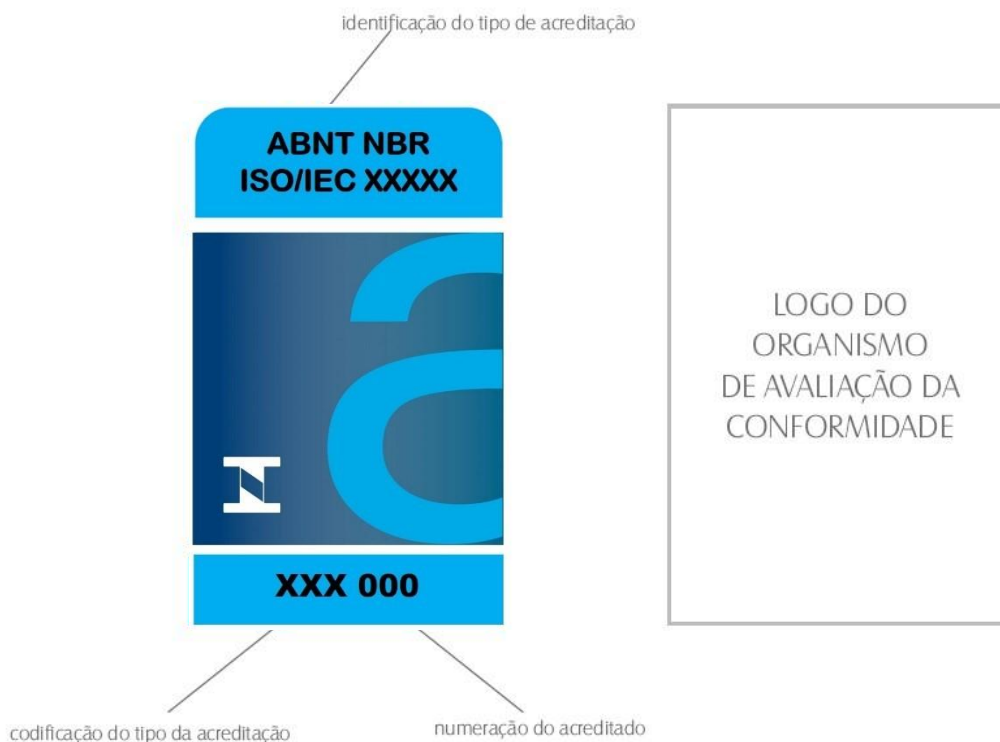 identificação do tipo de acreditação
ABNT NBR
ISO/IEC XXXXX
LOGO DO
ORGANISMO
DE AVALIAÇÃO DA
CONFORMIDADE
XXX 000
codificação do tipo da acreditação
numeração do acreditado